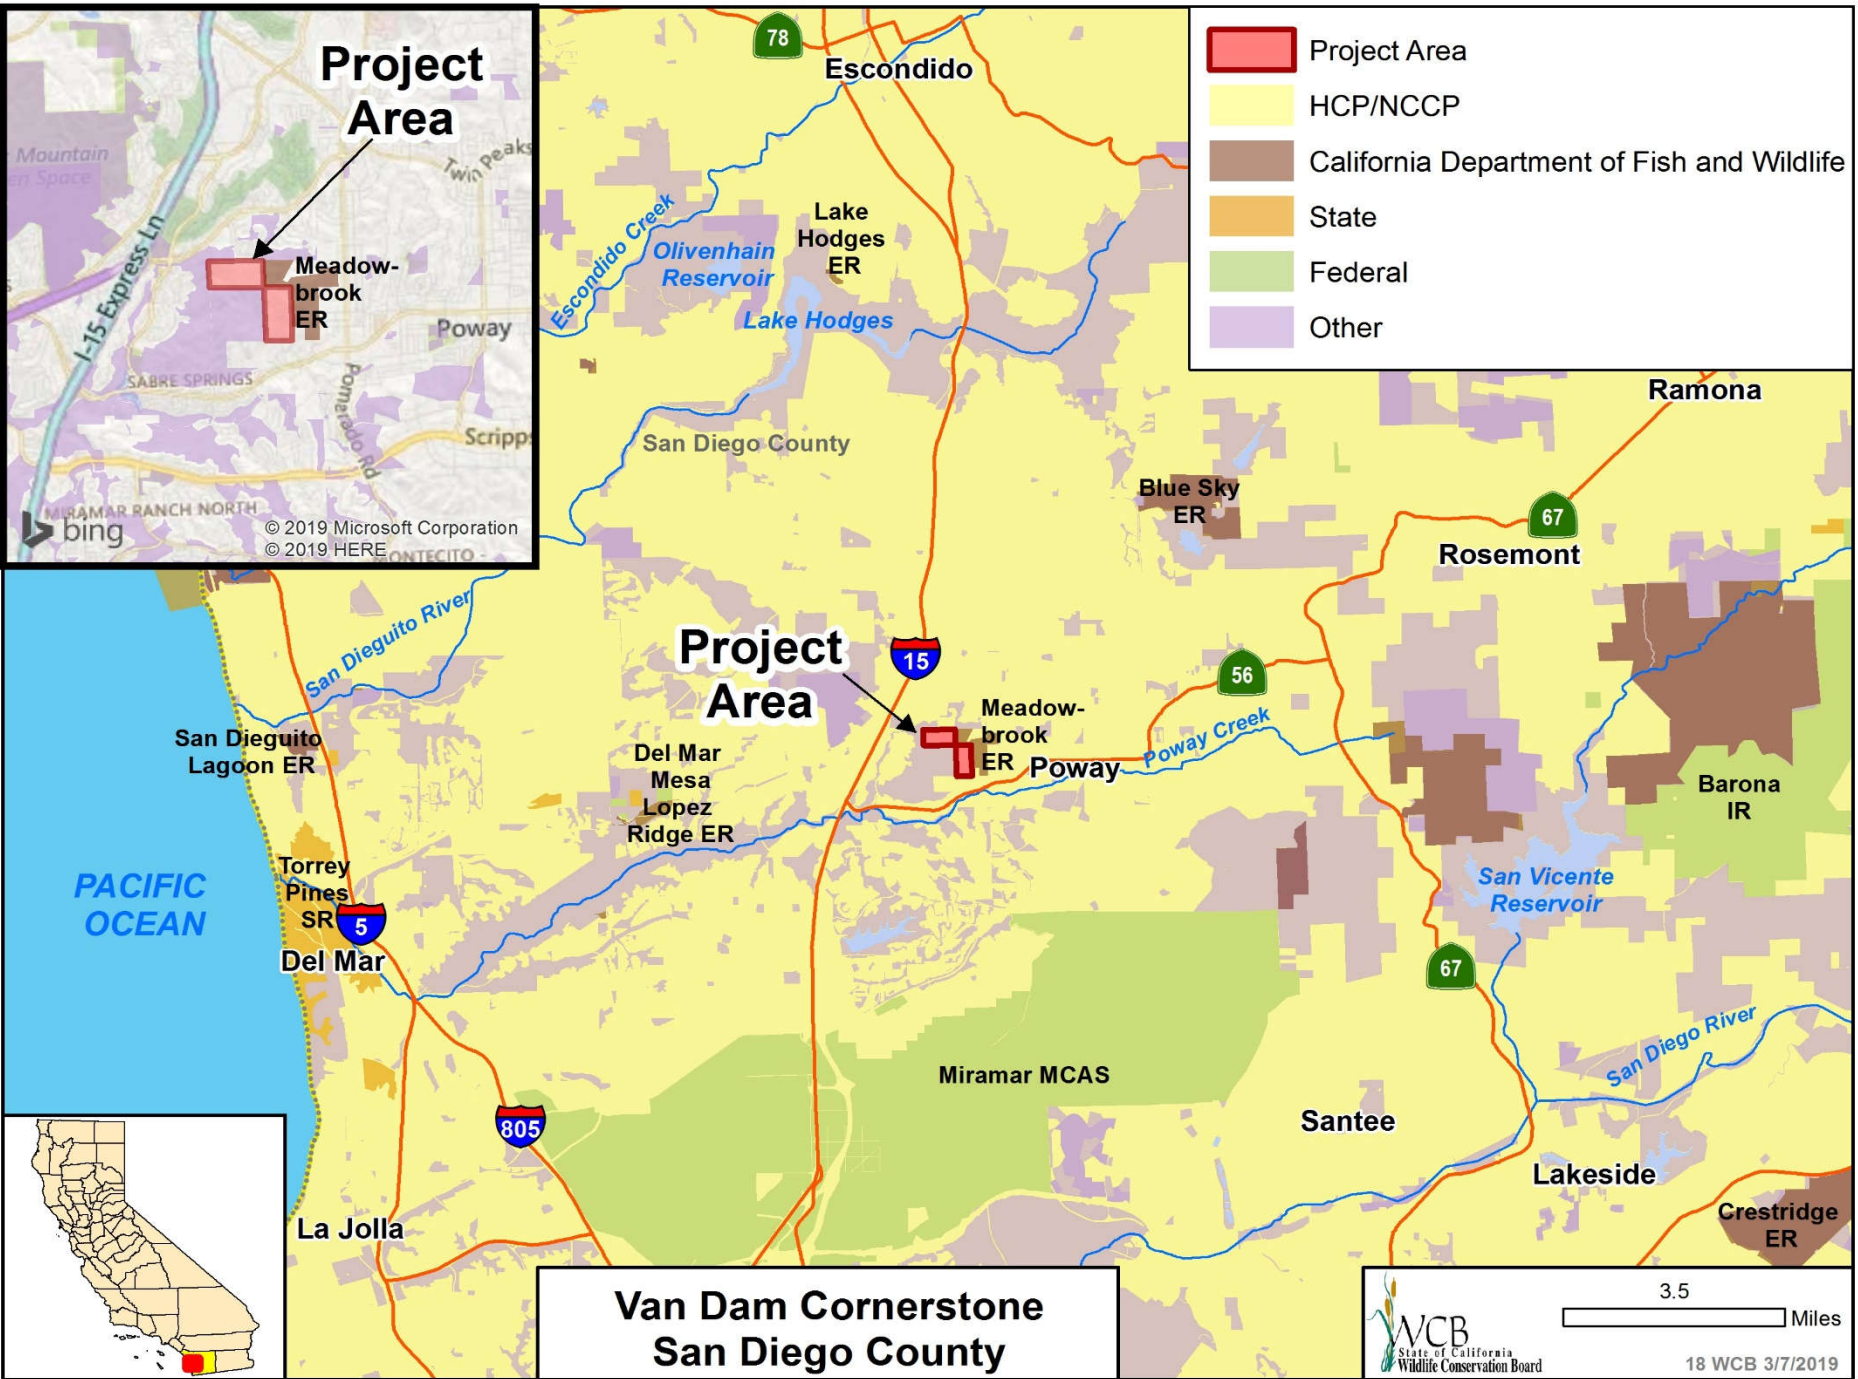 Project
Area
Mountain
en Space
Twin Peaks
I-15 Express Ln
Meadow-
brook
ER
Poway
SABRE SPRINGS
Pomerado Rd
Scripps
MIRAMAR RANCH NORTH
bing
© 2019 Microsoft Corporation
© 2019 HERE
MONTECITO
78
Escondido
Project Area
HCP/NCCP
California Department of Fish and Wildlife
State
Federal
Other
Escondido Creek
Olivenhain
Reservoir
Lake
Hodges
ER
Lake Hodges
Ramona
San Diego County
Blue Sky
ER
67
Rosemont
San Dieguito River
Project
Area
15
56
Meadow-
brook
ER
Poway
Poway Creek
San Dieguito
Lagoon ER
Del Mar
Mesa
Lopez
Ridge ER
Barona
IR
PACIFIC
OCEAN
Torrey
Pines
SR
5
Del Mar
San Vicente
Reservoir
67
San Diego River
Miramar MCAS
805
Santee
Lakeside
La Jolla
Crestridge
ER
Van Dam Cornerstone
San Diego County
WCB
State of California
Wildlife Conservation Board
3.5
Miles
18 WCB 3/7/2019